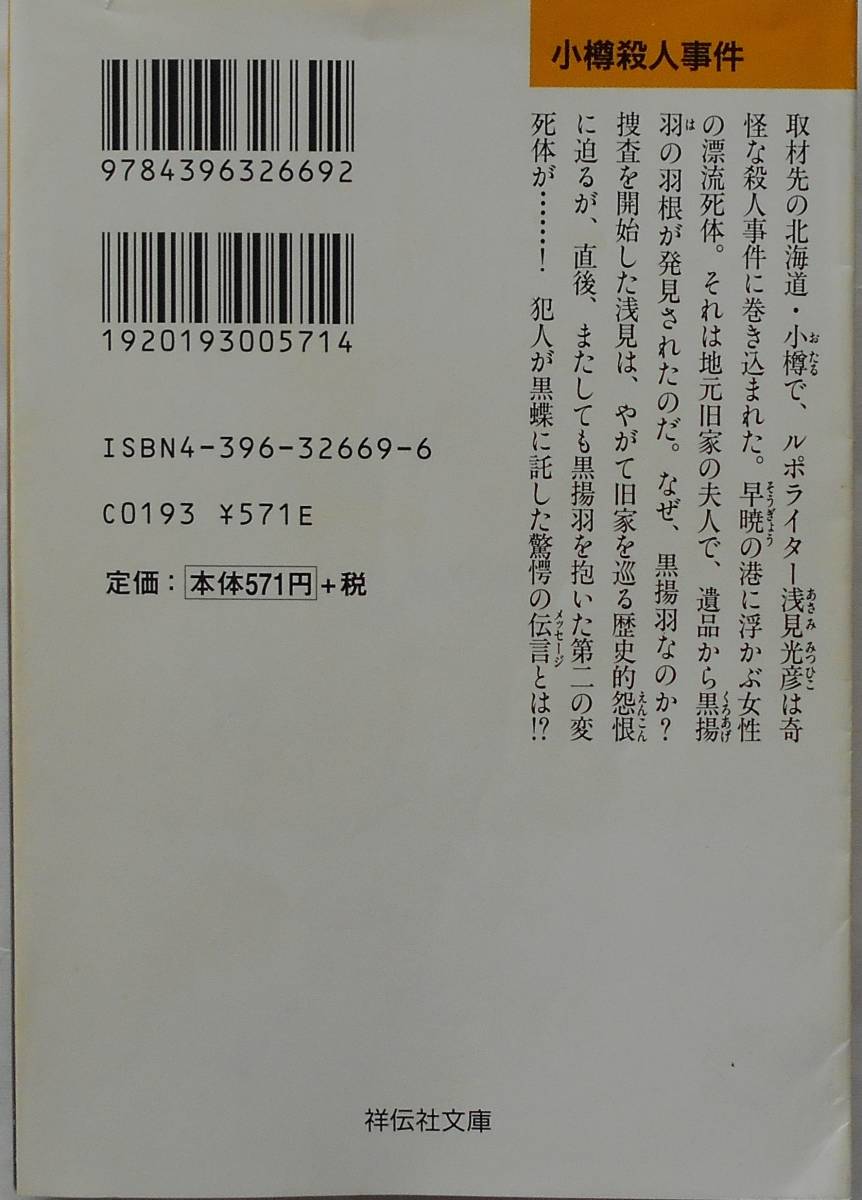 小樽殺人事件
取材先の北海道・小樽で、ルポライター浅見光彦は奇
怪な殺人事件に巻き込まれた。早暁の港に浮かぶ女性
の漂流死体。それは地元旧家の夫人で、遺品から黒揚
羽の羽根が発見されたのだ。なぜ、黒揚羽なのか？
捜査を開始した浅見は、やがて旧家を巡る歴史的怨恨
に迫るが、直後、またしても黒揚羽を抱いた第二の変
死体が……！　犯人が黒蝶に託した驚愕の伝言とは!?
9784396326692
1920193005714
ISBN4-396-32669-6
C0193 ¥571E
定価：本体571円+税
祥伝社文庫